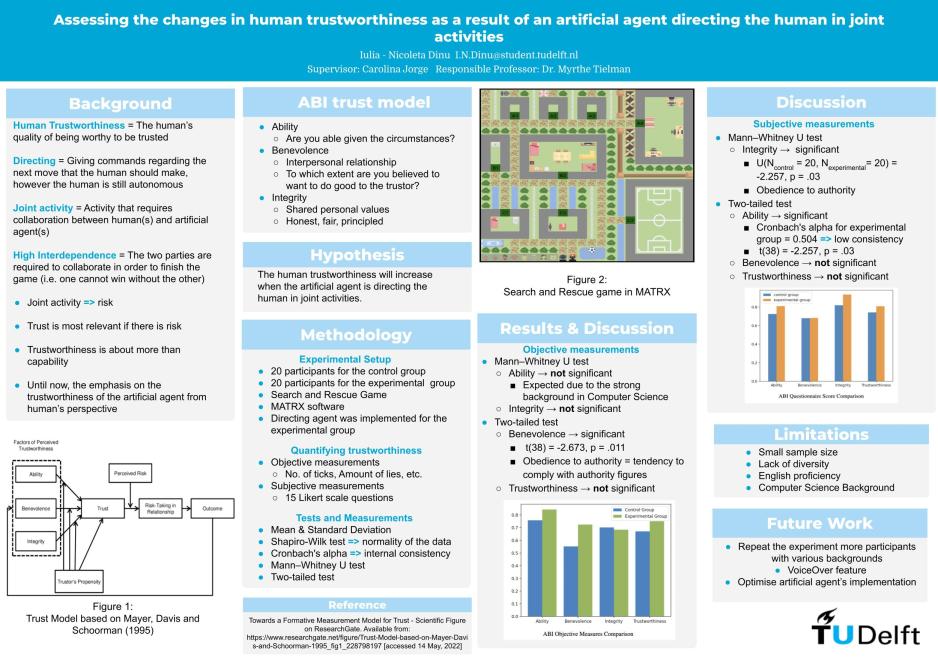 Assessing the changes in human trustworthiness as a result of an artificial agent directing the human in joint
activities
Iulia - Nicoleta Dinu I.N.Dinu@student.tudelft.nl
Supervisor: Carolina Jorge Responsible Professor: Dr. Myrthe Tielman
Background
Human Trustworthiness = The human's
quality of being worthy to be trusted
Directing = Giving commands regarding the
next move that the human should make,
however the human is still autonomous
Joint activity = Activity that requires
collaboration between human(s) and artificial
agent(s)
High Interdependence = The two parties
are required to collaborate in order to finish the
game (i.e. one cannot win without the other)
● Joint activity => risk
● Trust is most relevant if there is risk
● Trustworthiness is about more than
capability
● Until now, the emphasis on the
trustworthiness of the artificial agent from
human's perspective
Factors of Perceived
Trustworthiness
Ability
Benevolence
Integrity
Perceived Risk
Trust
Risk-Taking in
Relationship
Outcome
Trustor's Propensity
Figure 1:
Trust Model based on Mayer, Davis and
Schoorman (1995)
ABI trust model
● Ability
○ Are you able given the circumstances?
● Benevolence
○ Interpersonal relationship
○ To which extent are you believed to
want to do good to the trustor?
● Integrity
○ Shared personal values
○ Honest, fair, principled
Hypothesis
The human trustworthiness will increase
when the artificial agent is directing the
human in joint activities.
Methodology
Experimental Setup
● 20 participants for the control group
● 20 participants for the experimental group
● Search and Rescue Game
● MATRX software
● Directing agent was implemented for the
experimental group
Quantifying trustworthiness
● Objective measurements
○ No. of ticks, Amount of lies, etc.
● Subjective measurements
○ 15 Likert scale questions
Tests and Measurements
● Mean & Standard Deviation
● Shapiro-Wilk test => normality of the data
● Cronbach's alpha => internal consistency
● Mann–Whitney U test
● Two-tailed test
Reference
Towards a Formative Measurement Model for Trust - Scientific Figure
on ResearchGate. Available from:
https://www.researchgate.net/figure/Trust-Model-based-on-Mayer-Davi
s-and-Schoorman-1995_fig1_228798197 [accessed 14 May, 2022]
Figure 2:
Search and Rescue game in MATRX
Results & Discussion
Objective measurements
● Mann–Whitney U test
○ Ability → not significant
■ Expected due to the strong
background in Computer Science
○ Integrity → not significant
● Two-tailed test
○ Benevolence → significant
■ t(38) = -2.673, p = .011
■ Obedience to authority = tendency to
comply with authority figures
○ Trustworthiness → not significant
Control Group
Experimental Group
0.8
0.7
0.6
0.5
0.4
0.3
0.2
0.1
0.0
Ability Benevolence Integrity Trustworthiness
ABI Objective Measures Comparison
Discussion
Subjective measurements
● Mann–Whitney U test
○ Integrity → significant
■ U(Ncontrol = 20, Nexperimental= 20) =
-2.257, p = .03
■ Obedience to authority
● Two-tailed test
○ Ability → significant
■ Cronbach's alpha for experimental
group = 0.504 => low consistency
■ t(38) = -2.257, p = .03
○ Benevolence → not significant
○ Trustworthiness → not significant
control group
experimental group
0.8
0.6
0.4
0.2
0.0
Ability Benevolence Integrity Trustworthiness
ABI Questionnaire Score Comparison
Limitations
● Small sample size
● Lack of diversity
● English proficiency
● Computer Science Background
Future Work
● Repeat the experiment more participants
with various backgrounds
● VoiceOver feature
● Optimise artificial agent's implementation
TUDelft